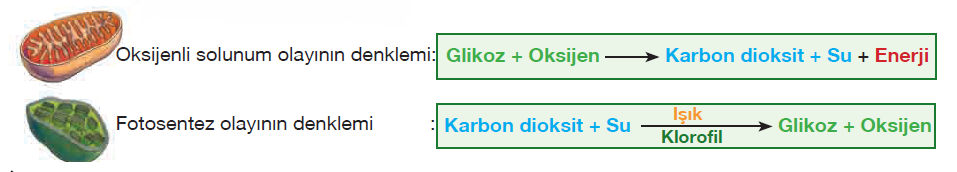 Oksijenli solunum olayının denklemi: Glikoz + Oksijen → Karbon dioksit + Su + Enerji
Fotosentez olayının denklemi : Karbon dioksit + Su Işık Klorofil → Glikoz + Oksijen